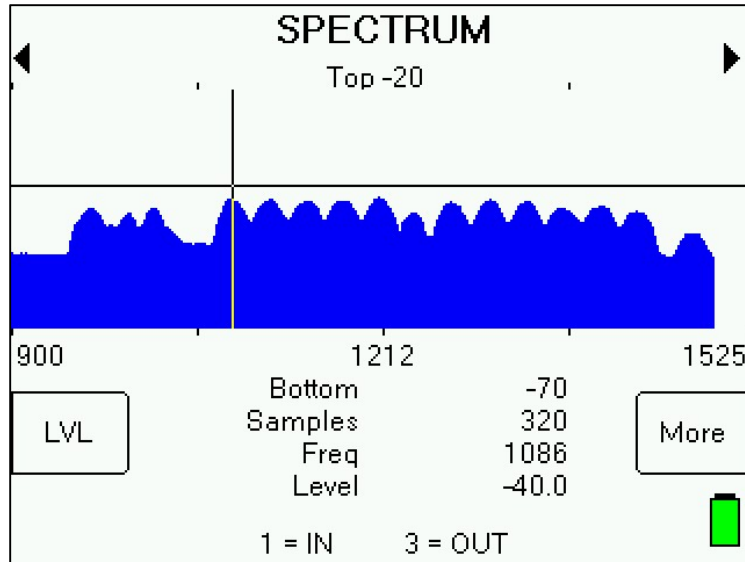 SPECTRUM
Top -20
900 1212 1525
Bottom -70
LVL Samples 320 More
Freq 1086
Level -40.0
1 = IN 3 = OUT